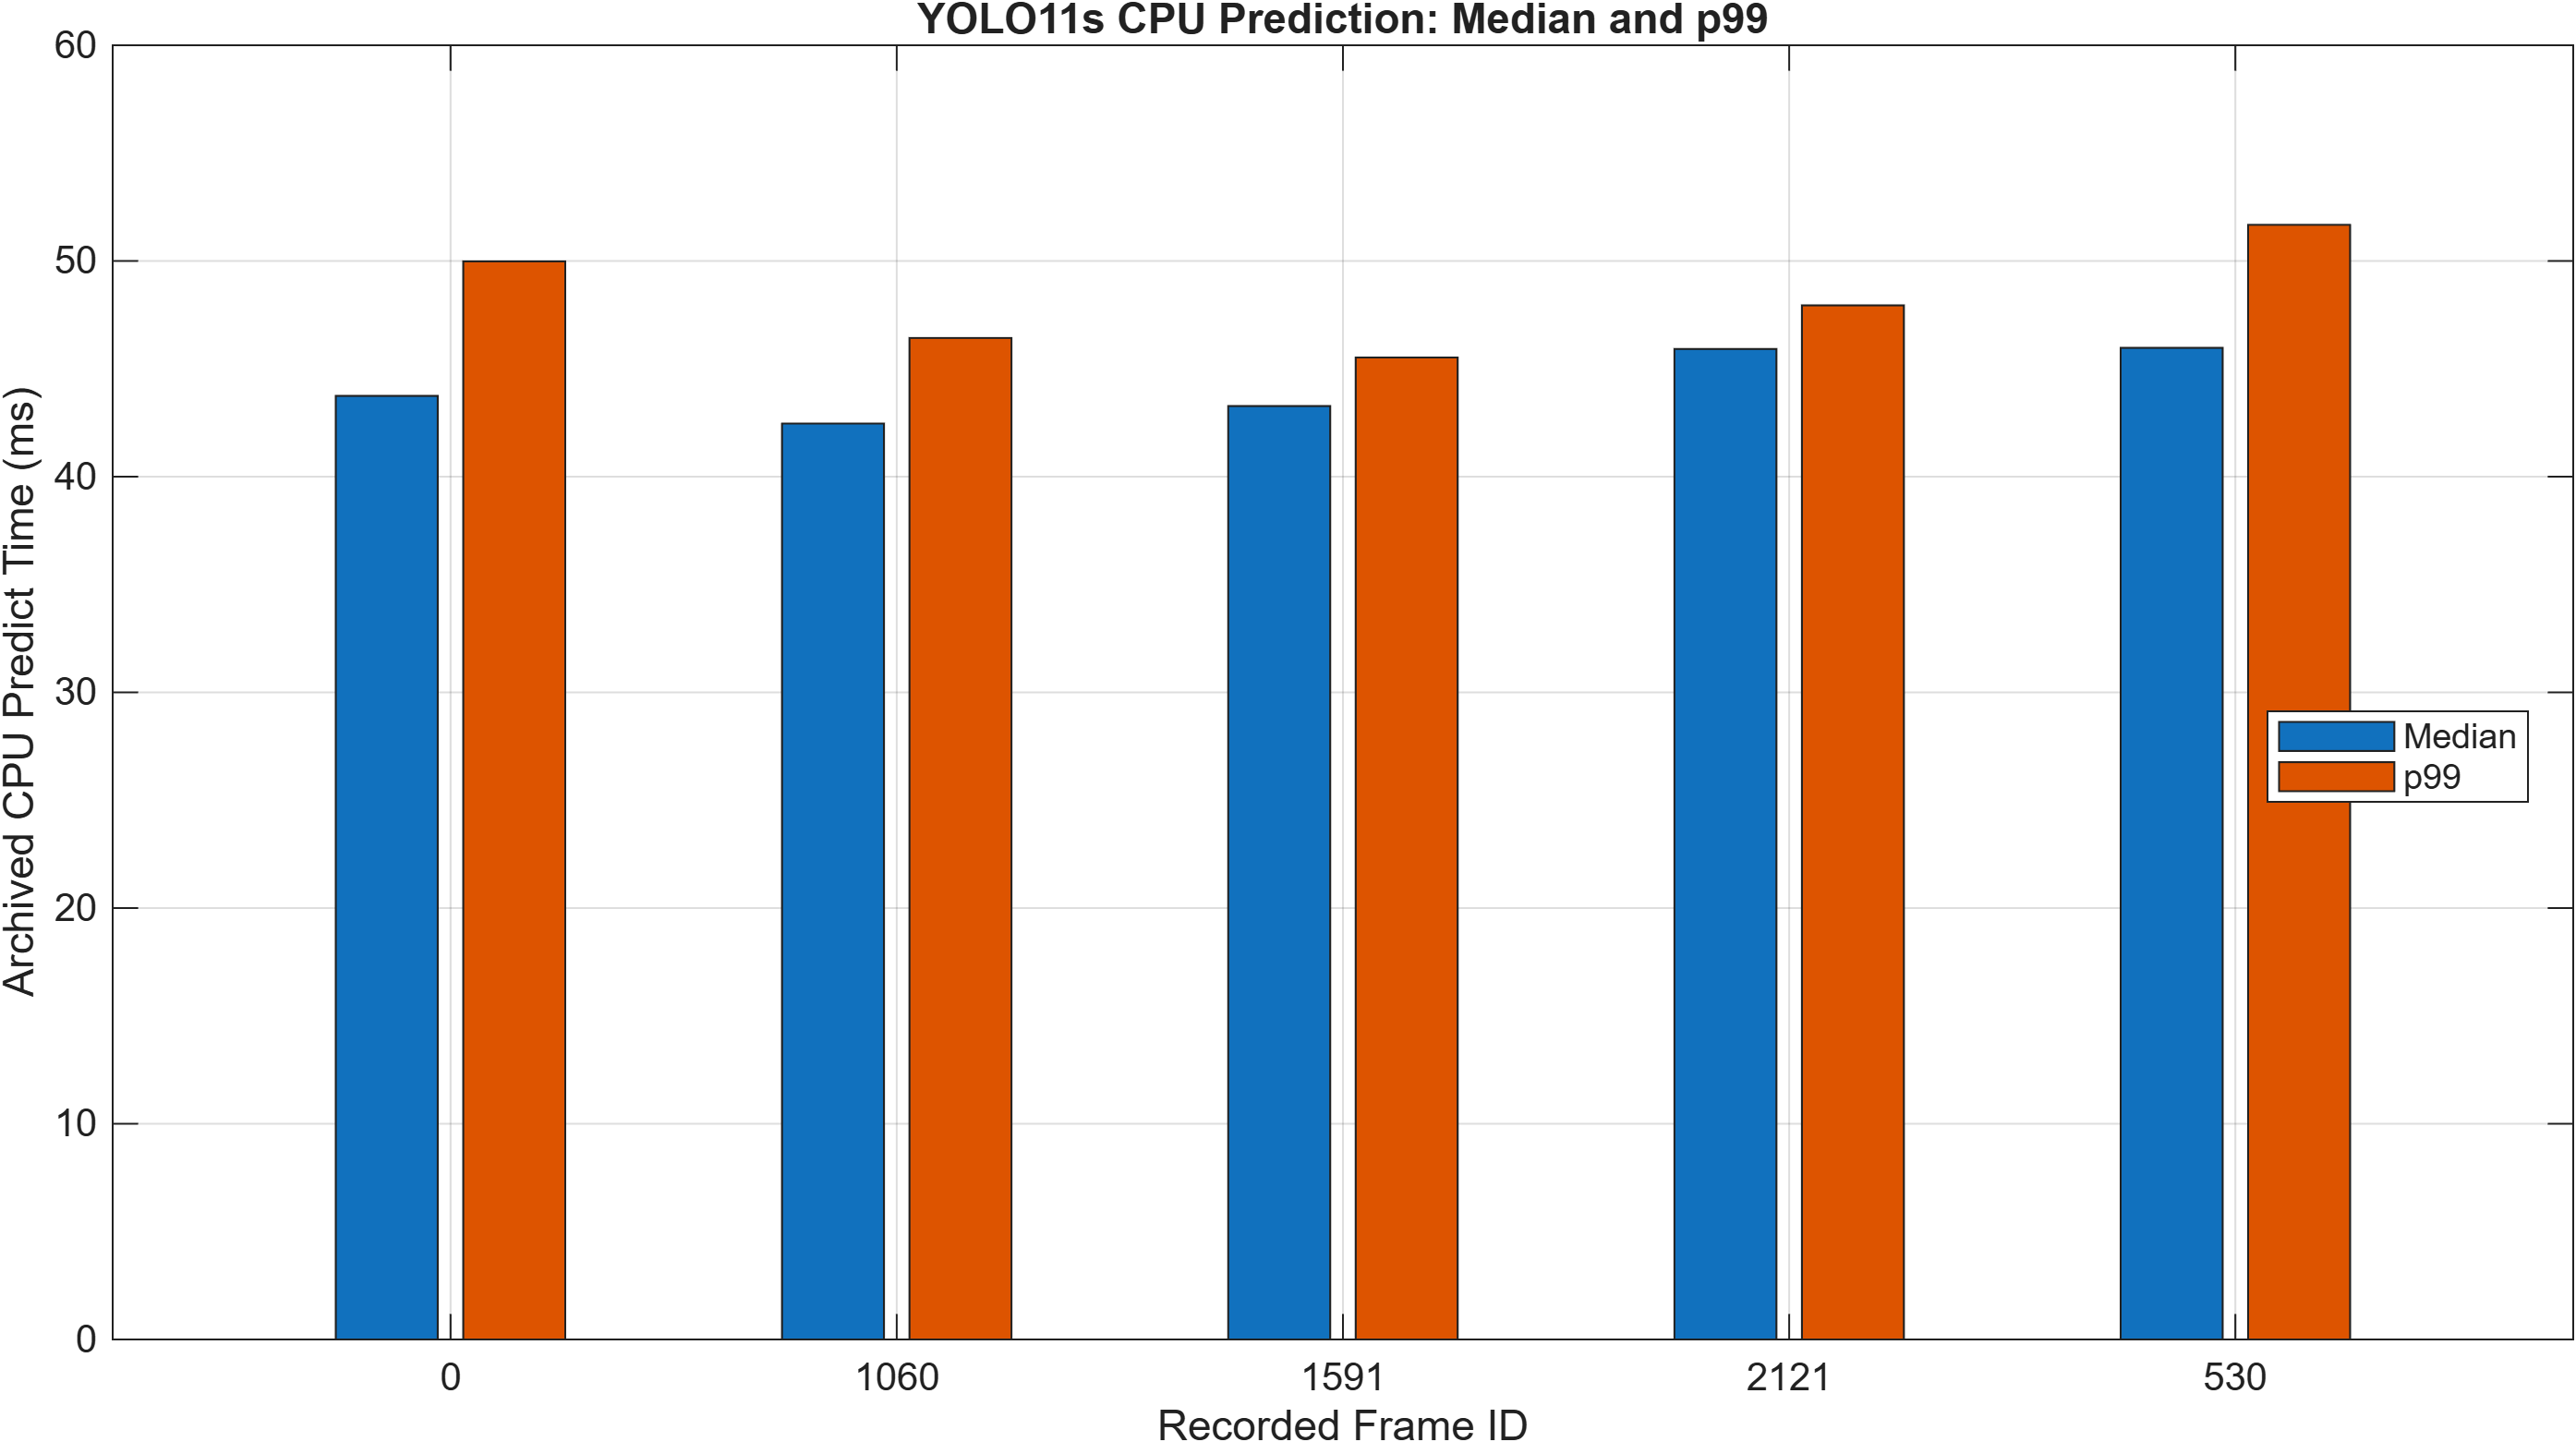 YOLO11s CPU Prediction: Median and p99
60
50
40
30
20
10
0
Archived CPU Predict Time (ms)
Median
p99
0 1060 1591 2121 530
Recorded Frame ID